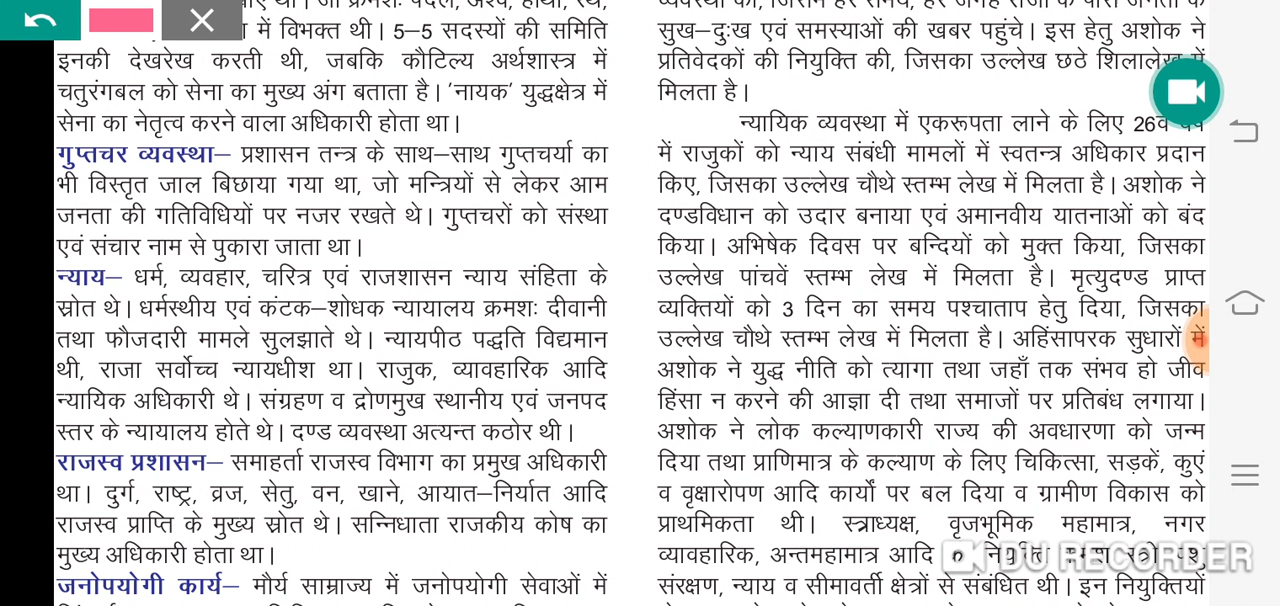 में विभक्त थी। 5–5 सदस्यों की समिति
इनकी देखरेख करती थी, जबकि कौटिल्य अर्थशास्त्र में
चतुरंगबल को सेना का मुख्य अंग बताता है। 'नायक' युद्धक्षेत्र में
सेना का नेतृत्व करने वाला अधिकारी होता था।
गुप्तचर व्यवस्था– प्रशासन तन्त्र के साथ–साथ गुप्तचर्या का
भी विस्तृत जाल बिछाया गया था, जो मन्त्रियों से लेकर आम
जनता की गतिविधियों पर नजर रखते थे। गुप्तचरों को संस्था
एवं संचार नाम से पुकारा जाता था।
न्याय– धर्म, व्यवहार, चरित्र एवं राजशासन न्याय संहिता के
स्रोत थे। धर्मस्थीय एवं कंटक–शोधक न्यायालय क्रमशः दीवानी
तथा फौजदारी मामले सुलझाते थे। न्यायपीठ पद्धति विद्यमान
थी, राजा सर्वोच्च न्यायधीश था। राजुक, व्यावहारिक आदि
न्यायिक अधिकारी थे। संग्रहण व द्रोणमुख स्थानीय एवं जनपद
स्तर के न्यायालय होते थे। दण्ड व्यवस्था अत्यन्त कठोर थी।
राजस्व प्रशासन– समाहर्ता राजस्व विभाग का प्रमुख अधिकारी
था। दुर्ग, राष्ट्र, व्रज, सेतु, वन, खाने, आयात–निर्यात आदि
राजस्व प्राप्ति के मुख्य स्रोत थे। सन्निधाता राजकीय कोष का
मुख्य अधिकारी होता था।
जनोपयोगी कार्य– मौर्य साम्राज्य में जनोपयोगी सेवाओं में
सुख–दुःख एवं समस्याओं की खबर पहुंचे। इस हेतु अशोक ने
प्रतिवेदकों की नियुक्ति की, जिसका उल्लेख छठे शिलालेख में
मिलता है।
न्यायिक व्यवस्था में एकरूपता लाने के लिए 26वें वर्ष
में राजुकों को न्याय संबंधी मामलों में स्वतन्त्र अधिकार प्रदान
किए, जिसका उल्लेख चौथे स्तम्भ लेख में मिलता है। अशोक ने
दण्डविधान को उदार बनाया एवं अमानवीय यातनाओं को बंद
किया। अभिषेक दिवस पर बन्दियों को मुक्त किया, जिसका
उल्लेख पांचवें स्तम्भ लेख में मिलता है। मृत्युदण्ड प्राप्त
व्यक्तियों को 3 दिन का समय पश्चाताप हेतु दिया, जिसका
उल्लेख चौथे स्तम्भ लेख में मिलता है। अहिंसापरक सुधारों में
अशोक ने युद्ध नीति को त्यागा तथा जहाँ तक संभव हो जीव
हिंसा न करने की आज्ञा दी तथा समाजों पर प्रतिबंध लगाया।
अशोक ने लोक कल्याणकारी राज्य की अवधारणा को जन्म
दिया तथा प्राणिमात्र के कल्याण के लिए चिकित्सा, सड़कें, कुएं
व वृक्षारोपण आदि कार्यों पर बल दिया व ग्रामीण विकास को
प्राथमिकता थी। स्त्राध्यक्ष, वृजभूमिक महामात्र, नगर
व्यावहारिक, अन्तमहामात्र आदि
संरक्षण, न्याय व सीमावर्ती क्षेत्रों से संबंधित थी। इन नियुक्तियों
DU RECORDER